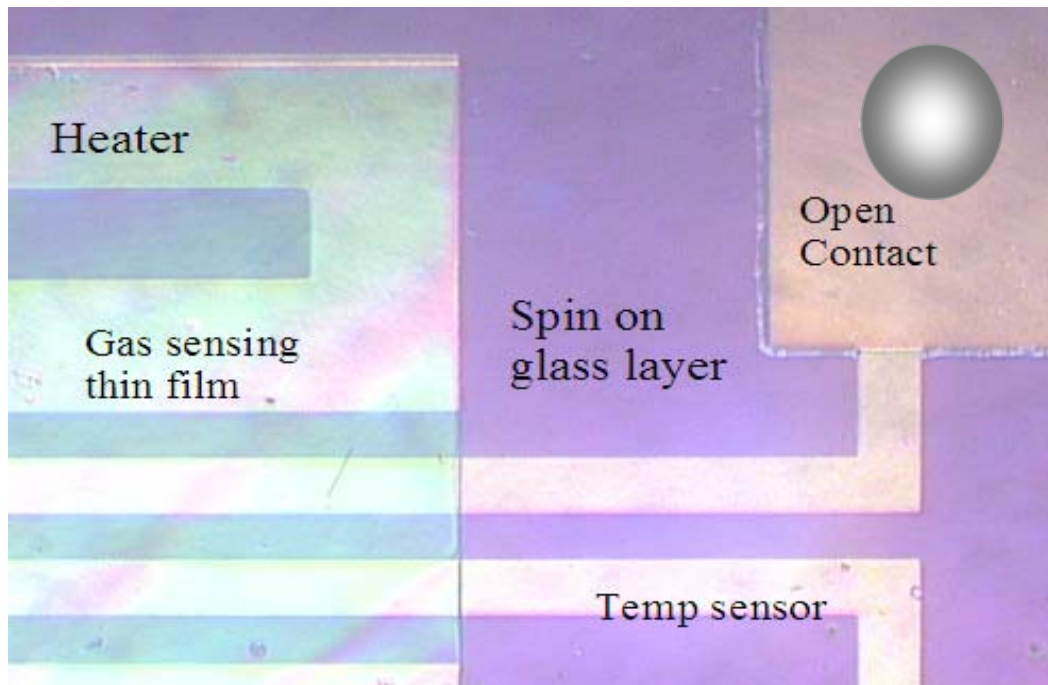 Heater
Open
Contact
Spin on
glass layer
Gas sensing
thin film
Temp sensor